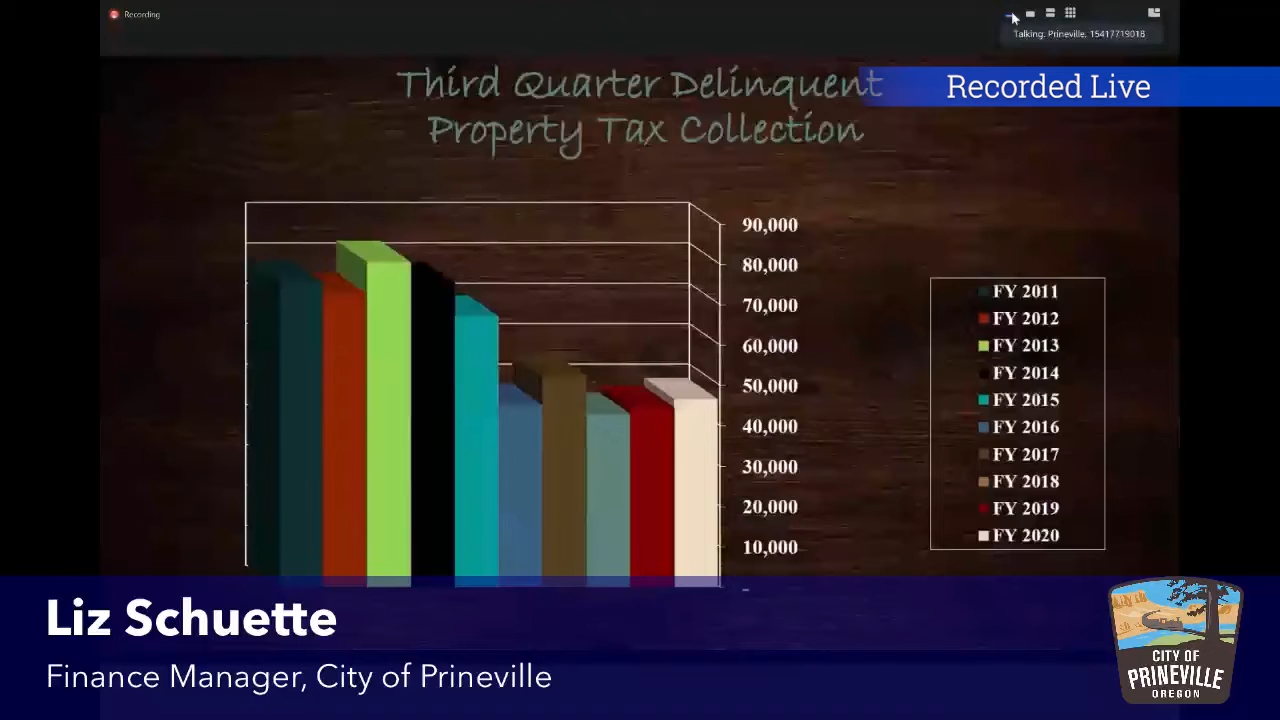 Recording
Talking: Prineville, 15417719018
Third Quarter Delinquent
Property Tax Collection
Recorded Live
90,000
80,000
70,000
60,000
50,000
40,000
30,000
20,000
10,000
-
FY 2011
FY 2012
FY 2013
FY 2014
FY 2015
FY 2016
FY 2017
FY 2018
FY 2019
FY 2020
Liz Schuette
Finance Manager, City of Prineville
CITY OF
PRINEVILLE
OREGON